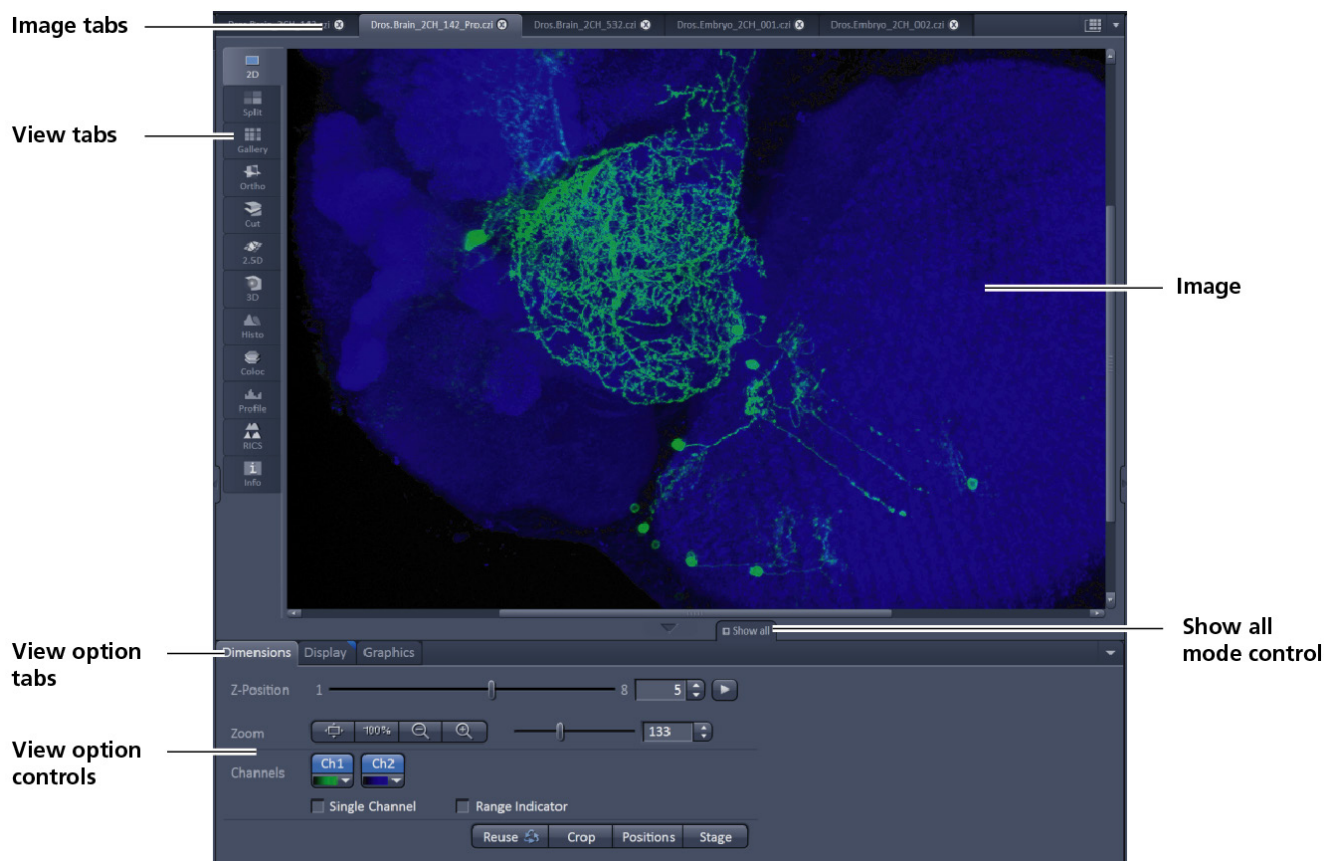 Image tabs
Dros.Brain_2CH_142.czi Dros.Brain_2CH_142_Pro.czi Dros.Brain_2CH_532.czi Dros.Embryo_2CH_001.czi Dros.Embryo_2CH_002.czi
2D
Split
View tabs
Gallery
Ortho
Cut
2.5D
3D
Image
Histo
Coloc
Profile
RICS
Info
Show all
Show all
mode control
View option
tabs
Dimensions Display Graphics
Z-Position 1 8 5
Zoom 100% 133
View option
controls
Channels Ch1 Ch2
Single Channel Range Indicator
Reuse Crop Positions Stage